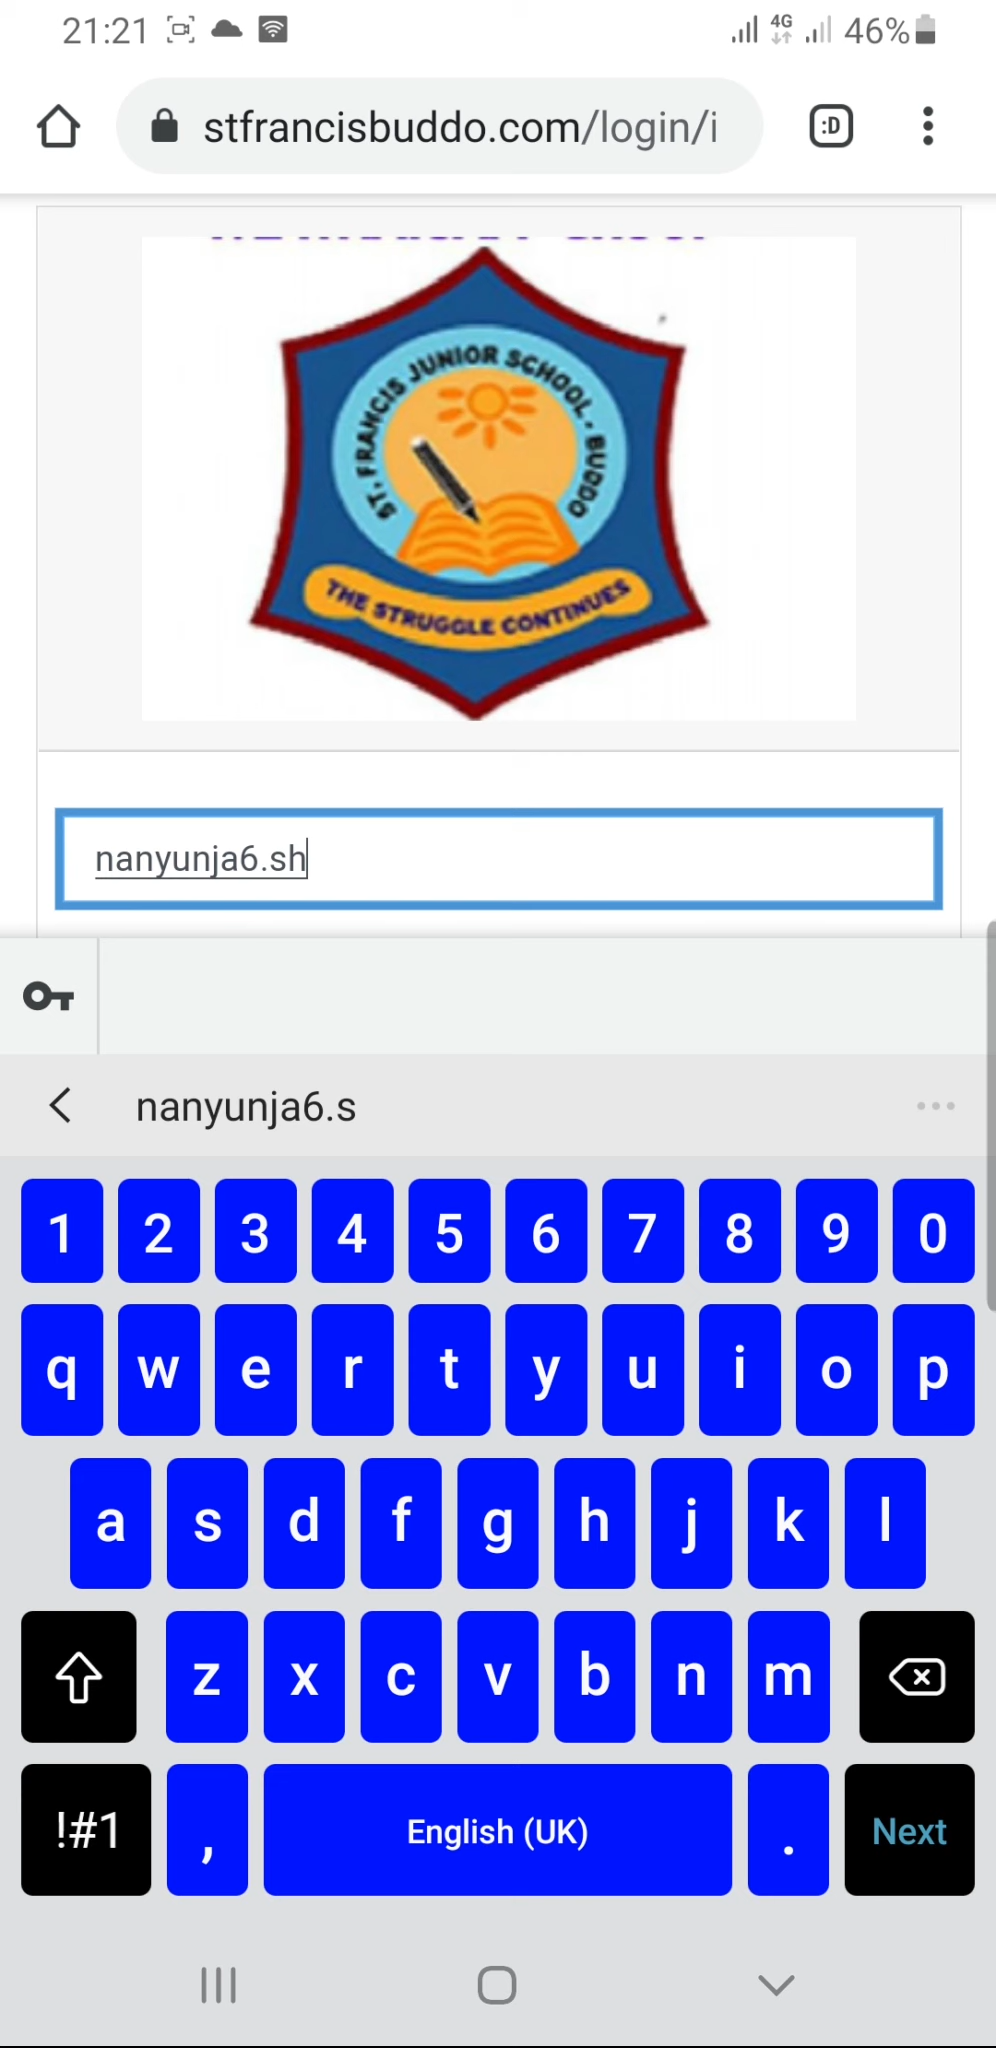 21:21
4G
46%
stfrancisbuddo.com/login/i
:D
ST. FRANCIS JUNIOR SCHOOL - BUDDO
THE STRUGGLE CONTINUES
nanyunja6.sh
nanyunja6.s
1 2 3 4 5 6 7 8 9 0
q w e r t y u i o p
a s d f g h j k l
z x c v b n m
!#1 , English (UK) . Next